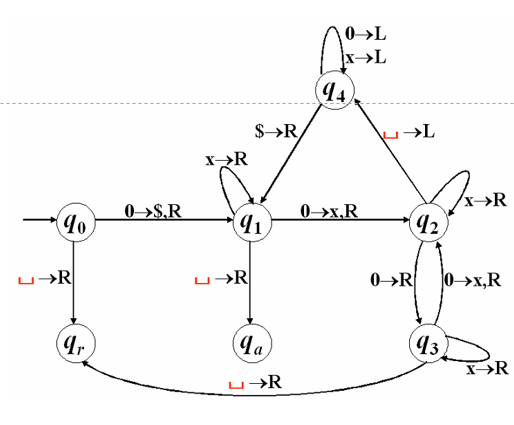 0→L
x→L
q4
$→R
␣→L
x→R
x→R
q0
0→$,R
q1
0→x,R
q2
␣→R
␣→R
0→R
0→x,R
qr
qa
q3
x→R
␣→R